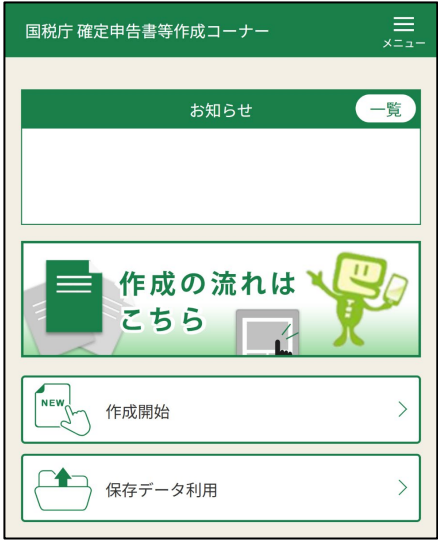 国税庁 確定申告書等作成コーナー
メニュー
お知らせ
一覧
作成の流れは
こちら
NEW
作成開始
保存データ利用